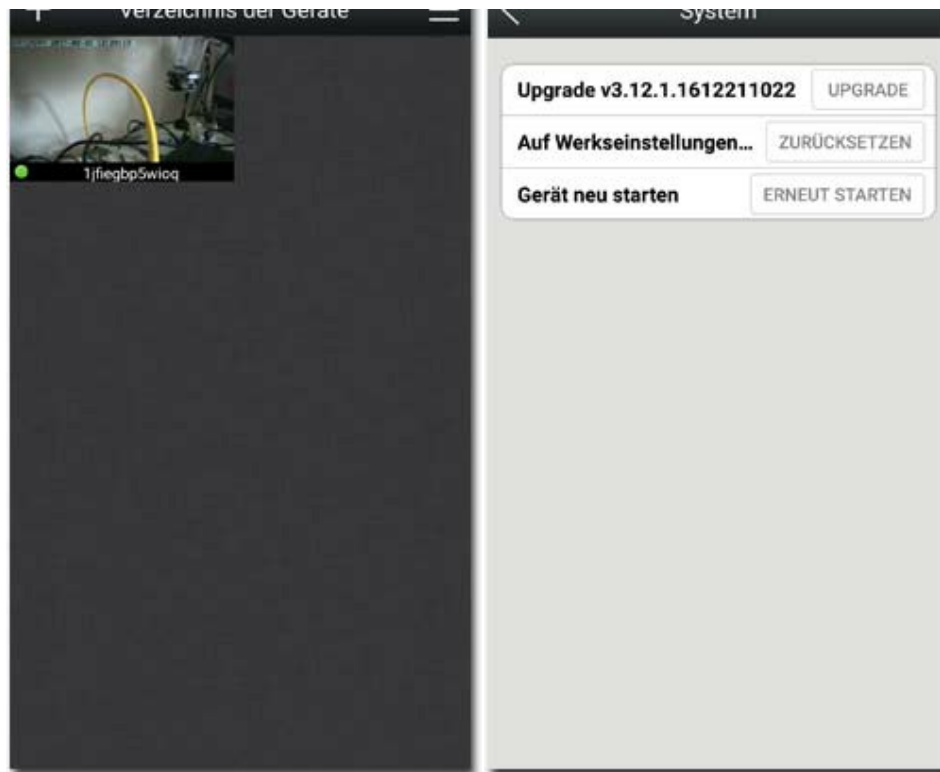 Verzeichnis der Geräte
1jfiegbp5wioq
System
Upgrade v3.12.1.1612211022 UPGRADE
Auf Werkseinstellungen... ZURÜCKSETZEN
Gerät neu starten ERNEUT STARTEN